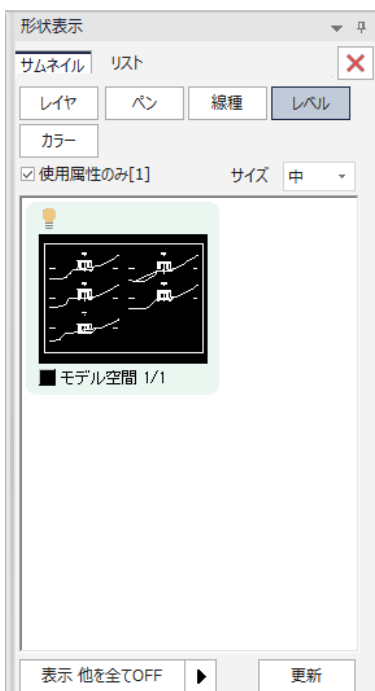 形状表示
サムネイル リスト
レイヤ ペン 線種 レベル
カラー
使用属性のみ[1] サイズ 中
モデル空間 1/1
表示 他を全てOFF 更新